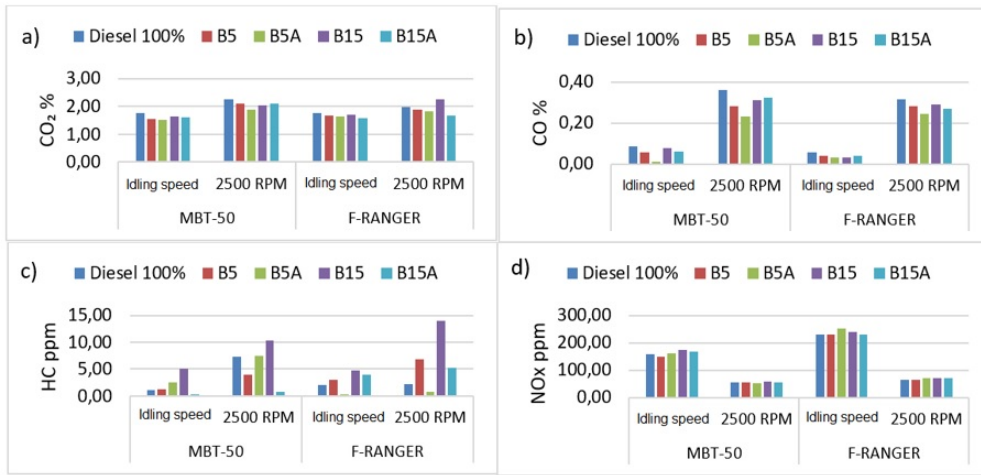 a)
Diesel 100% B5 B5A B15 B15A
CO₂ %
3,00
2,00
1,00
0,00
Idling speed 2500 RPM Idling speed 2500 RPM
MBT-50 F-RANGER
b)
Diesel 100% B5 B5A B15 B15A
CO %
0,40
0,20
0,00
Idling speed 2500 RPM Idling speed 2500 RPM
MBT-50 F-RANGER
c)
Diesel 100% B5 B5A B15 B15A
HC ppm
15,00
10,00
5,00
0,00
Idling speed 2500 RPM Idling speed 2500 RPM
MBT-50 F-RANGER
d)
Diesel 100% B5 B5A B15 B15A
NOx ppm
300,00
200,00
100,00
0,00
Idling speed 2500 RPM Idling speed 2500 RPM
MBT-50 F-RANGER